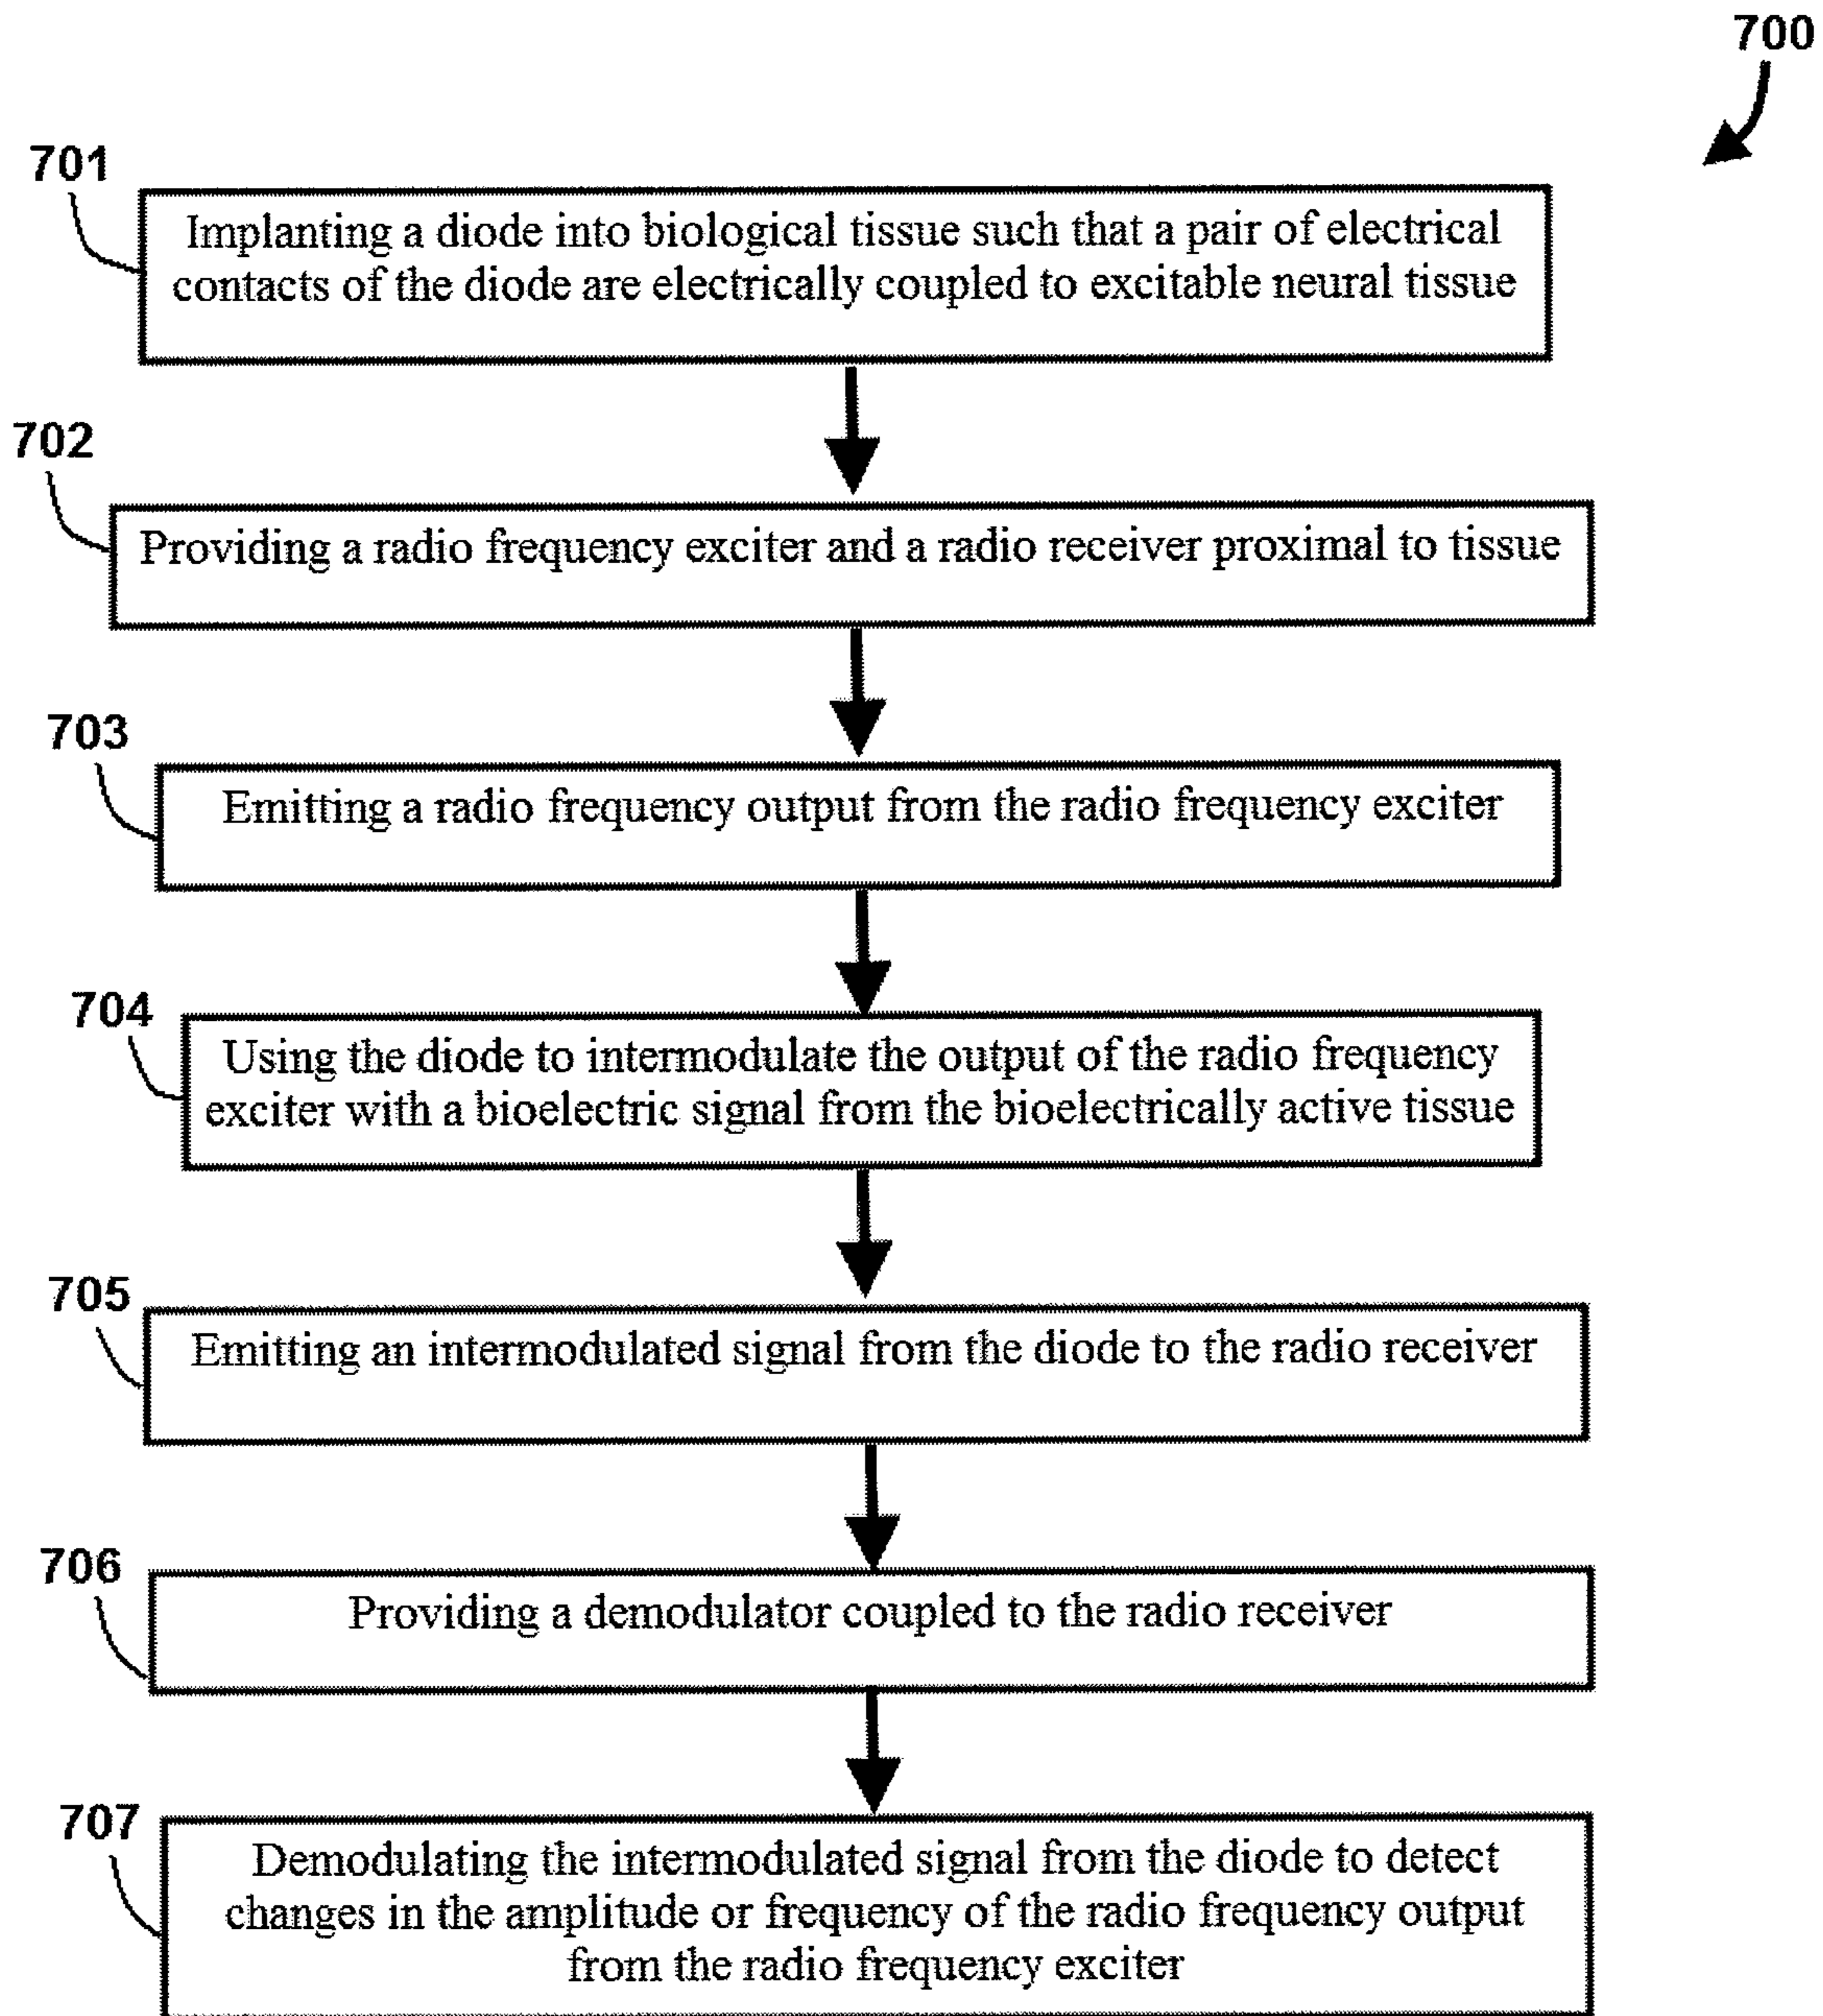 700
701
Implanting a diode into biological tissue such that a pair of electrical
contacts of the diode are electrically coupled to excitable neural tissue
702
Providing a radio frequency exciter and a radio receiver proximal to tissue
703
Emitting a radio frequency output from the radio frequency exciter
704
Using the diode to intermodulate the output of the radio frequency
exciter with a bioelectric signal from the bioelectrically active tissue
705
Emitting an intermodulated signal from the diode to the radio receiver
706
Providing a demodulator coupled to the radio receiver
707
Demodulating the intermodulated signal from the diode to detect
changes in the amplitude or frequency of the radio frequency output
from the radio frequency exciter